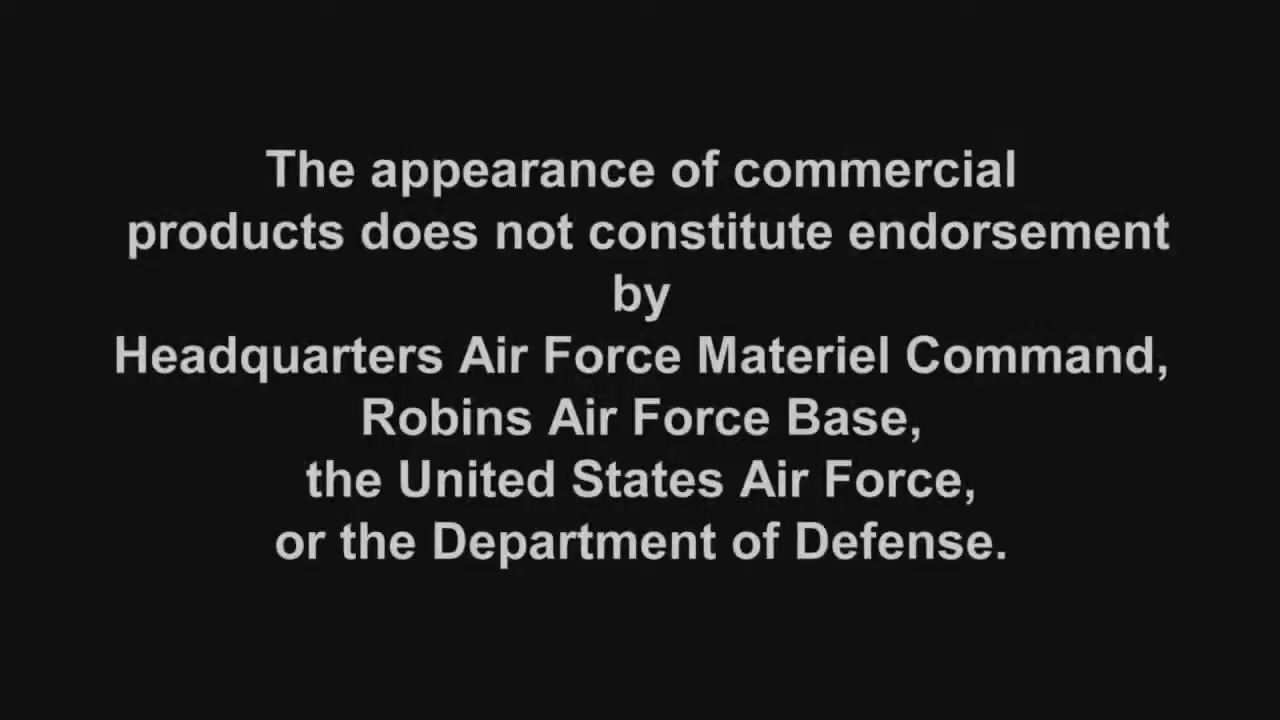 The appearance of commercial
products does not constitute endorsement
by
Headquarters Air Force Materiel Command,
Robins Air Force Base,
the United States Air Force,
or the Department of Defense.